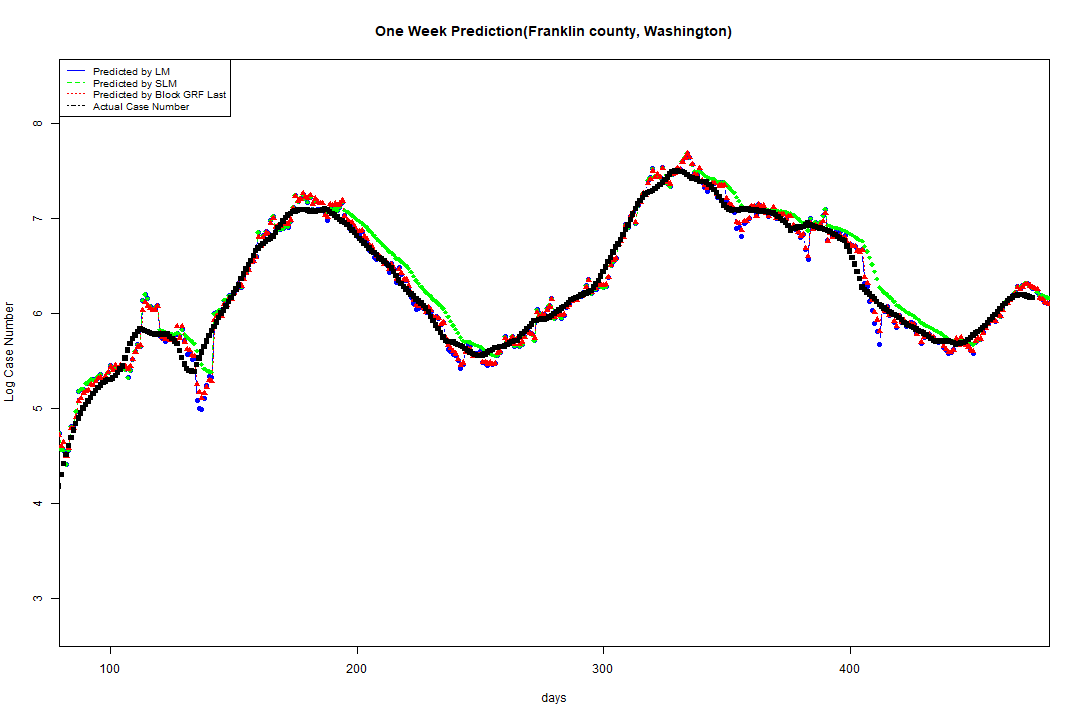 One Week Prediction(Franklin county, Washington)
Predicted by LM
Predicted by SLM
Predicted by Block GRF Last
Actual Case Number
8
7
6
5
4
3
Log Case Number
100 200 300 400
days